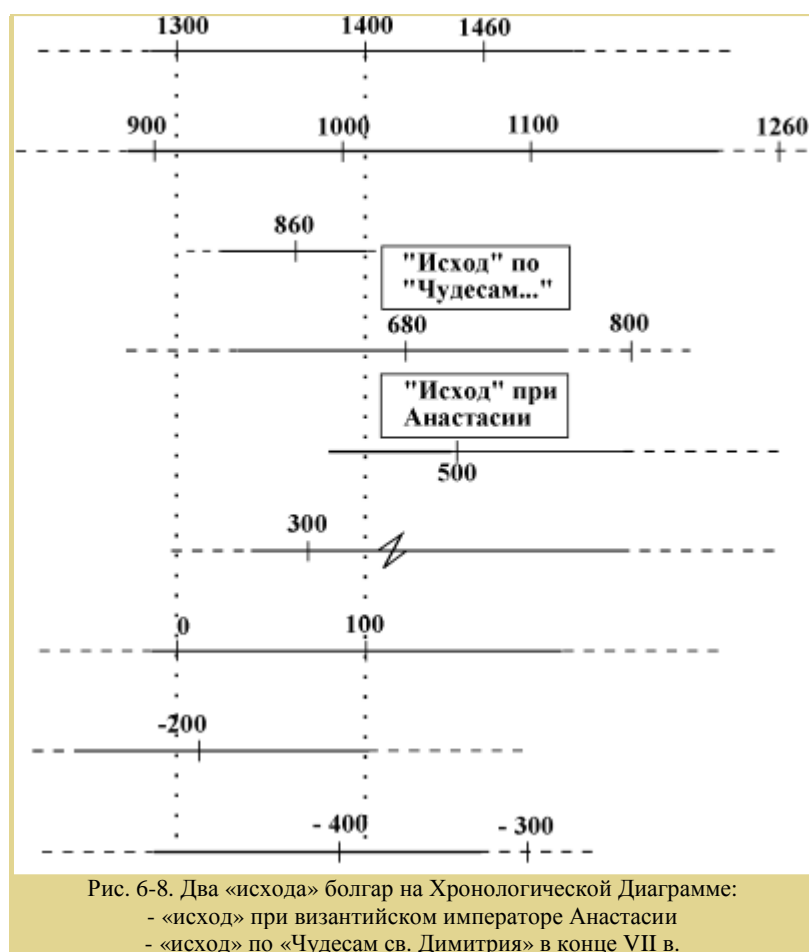 1300 1400 1460
900 1000 1100 1260
860
"Исход" по
"Чудесам..."
680 800
"Исход" при
Анастасии
500
300
0 100
-200
- 400 - 300
Рис. 6-8. Два «исхода» болгар на Хронологической Диаграмме:
- «исход» при византийском императоре Анастасии
- «исход» по «Чудесам св. Димитрия» в конце VII в.